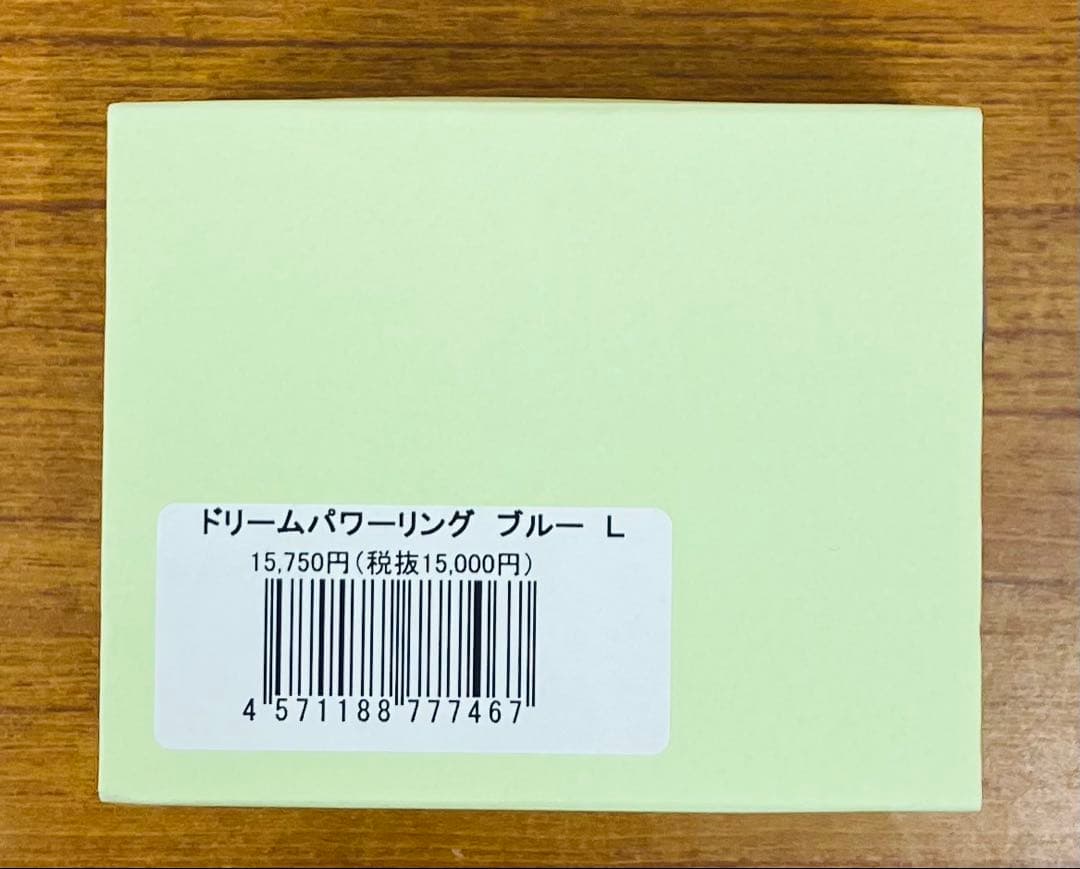 ドリームパワーリング ブルー L
15,750円(税抜15,000円)
4 571188 777467